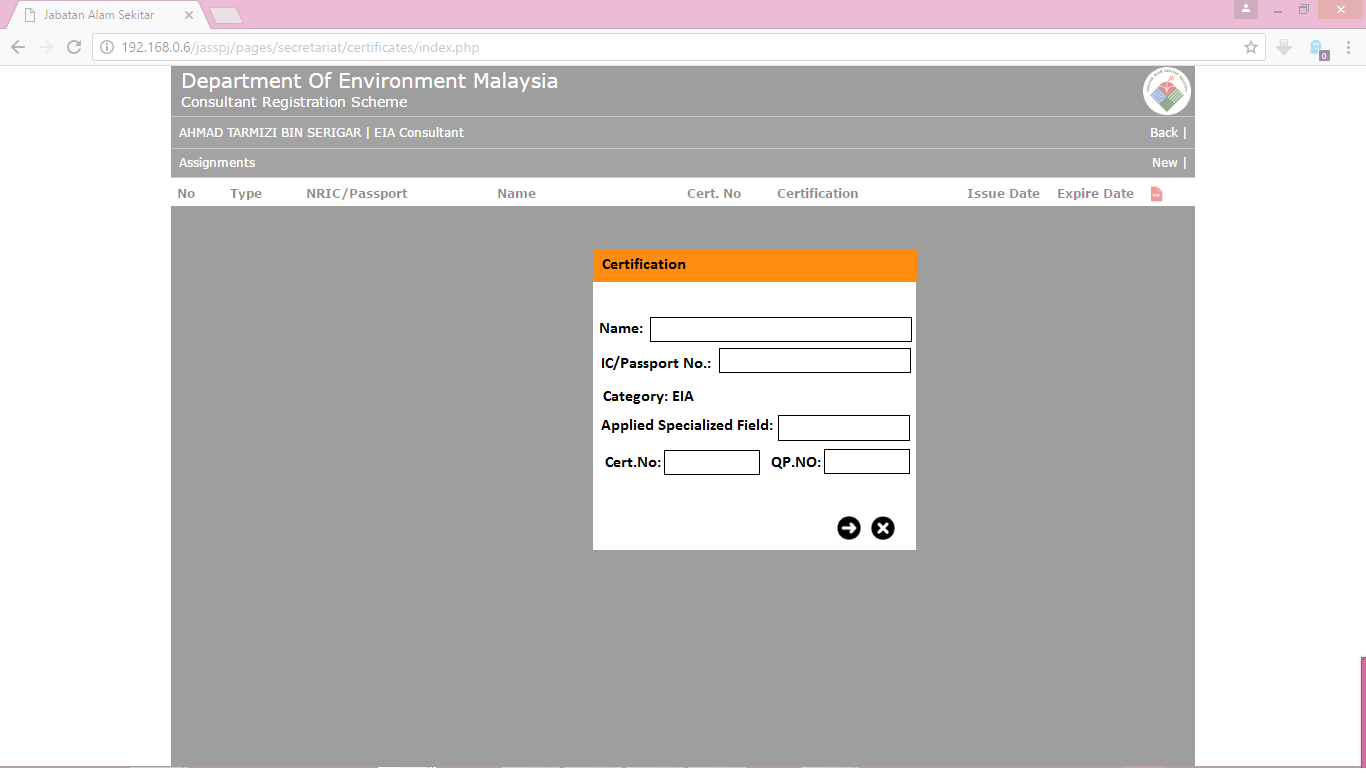 Jabatan Alam Sekitar
192.168.0.6/jasspj/pages/secretariat/certificates/index.php
0
Department Of Environment Malaysia
Consultant Registration Scheme
AHMAD TARMIZI BIN SERIGAR | EIA Consultant Back |
Assignments New |
No Type NRIC/Passport Name Cert. No Certification Issue Date Expire Date
Certification
Name:
IC/Passport No.:
Category: EIA
Applied Specialized Field:
Cert.No: QP.NO: